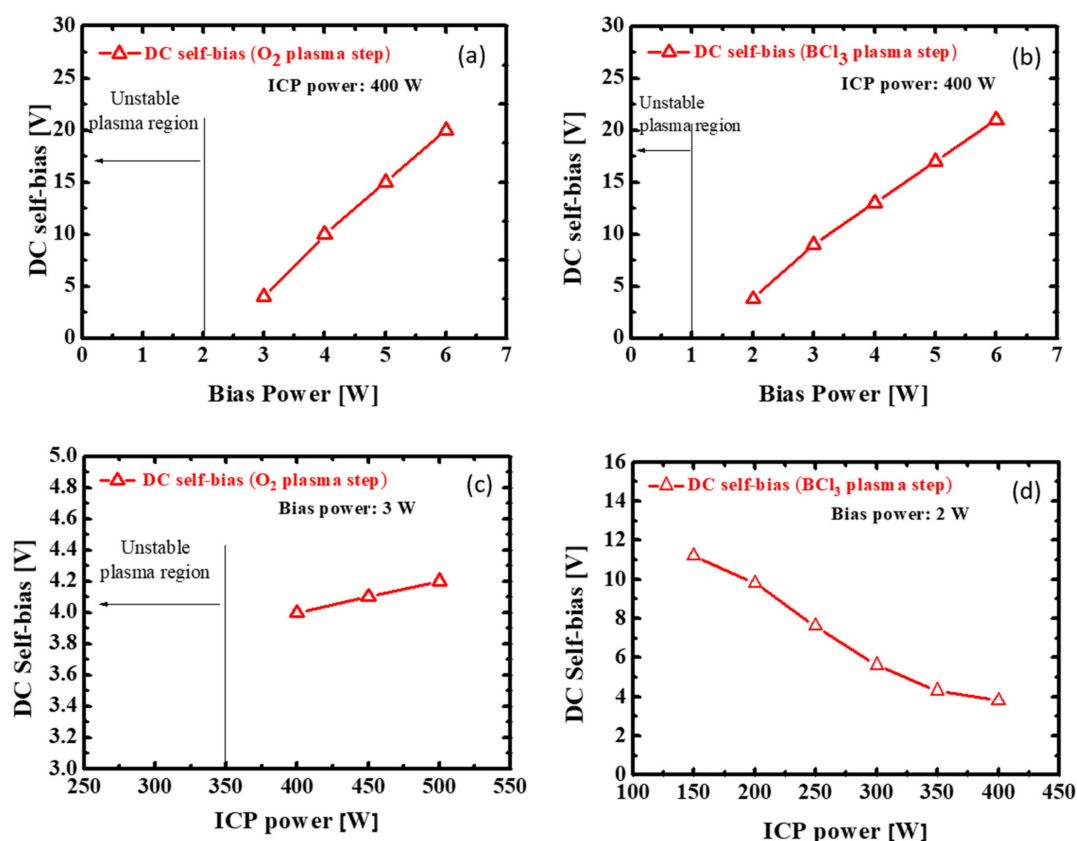 30
25
20
15
10
5
0
DC self-bias [V]
DC self-bias (O₂ plasma step)
(a)
ICP power: 400 W
Unstable
plasma region
0 1 2 3 4 5 6 7
Bias Power [W]
30
25
20
15
10
5
0
DC self-bias [V]
DC self-bias (BCl₃ plasma step)
(b)
ICP power: 400 W
Unstable
plasma region
0 1 2 3 4 5 6 7
Bias Power [W]
5.0
4.8
4.6
4.4
4.2
4.0
3.8
3.6
3.4
3.2
3.0
DC Self-bias [V]
DC self-bias (O₂ plasma step)
(c)
Bias power: 3 W
Unstable
plasma region
250 300 350 400 450 500 550
ICP power [W]
16
14
12
10
8
6
4
2
0
DC Self-bias [V]
DC self-bias (BCl₃ plasma step)
(d)
Bias power: 2 W
100 150 200 250 300 350 400 450
ICP power [W]